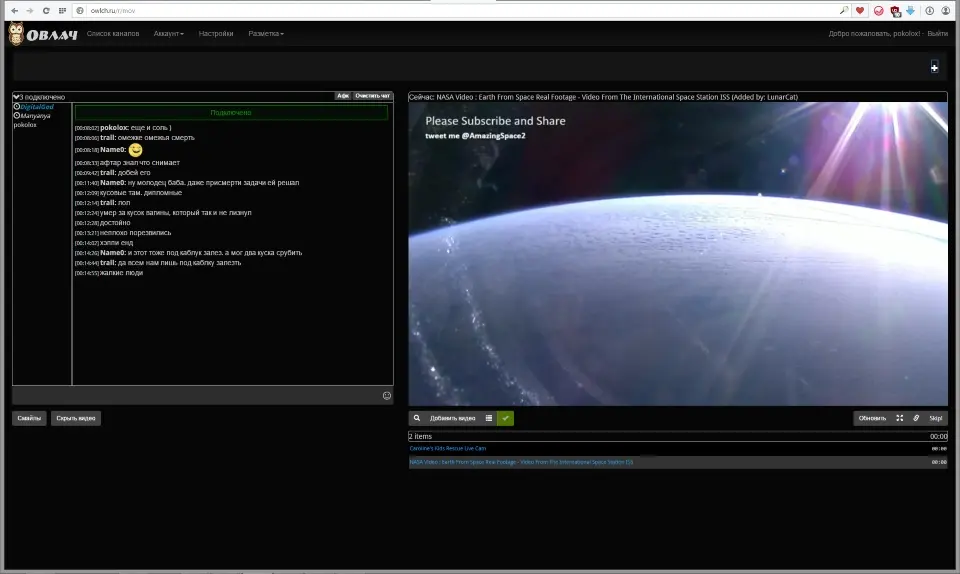 owlch.ru/r/mov
ОВЛАЧ Список каналов Аккаунт Настройки Разметка Добро пожаловать, pokolox! - Выйти
3 подключено Афк Очистить чат
DigitalGod
Manyanya
pokolox
Подключено
[00:08:02] pokolox: еще и соль )
[00:08:06] trall: омежке омежья смерть
[00:08:18] Name0:
[00:08:33] афтар знал что снимает
[00:09:42] trall: добей его
[00:11:40] Name0: ну молодец баба. даже присмерти задачи ей решал
[00:12:09] кусовые там. дипломные
[00:12:14] trall: лол
[00:12:24] умер за кусок вагины, который так и не лизнул
[00:12:28] достойно
[00:13:21] неплохо порезвились
[00:14:02] хэппи енд
[00:14:26] Name0: и этот тоже под каблук залез. а мог два куска срубить
[00:14:44] trall: да всем нам лишь под каблку залезть
[00:14:55] жалкие люди
Смайлы Скрыть видео
Сейчас: NASA Video : Earth From Space Real Footage - Video From The International Space Station ISS (Added by: LunarCat)
Please Subscribe and Share
tweet me @AmazingSpace2
Добавить видео Обновить Skip!
2 items 00:00
Caroline's Kids Rescue Live Cam 00:00
NASA Video : Earth From Space Real Footage - Video From The International Space Station ISS 00:00